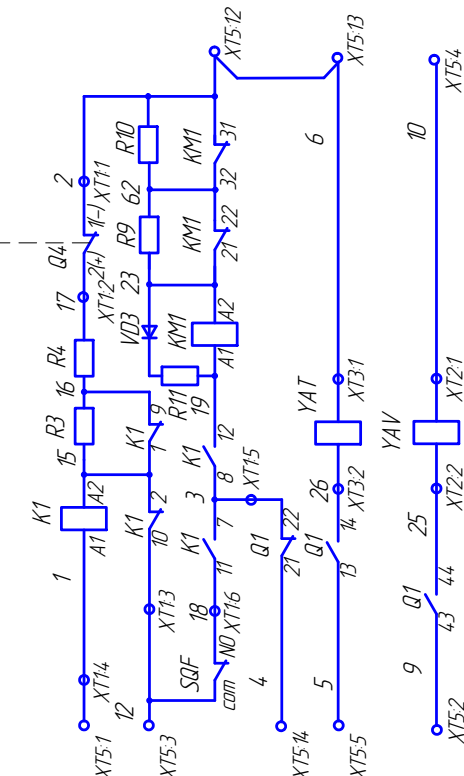 XT5:1
XT1:4
1
K1
A1
A2
15
R3
16
R4
17
XT1:2
Q4
2(+)
1(-)
XT1:1
2
XT5:3
12
XT1:3
K1
10
2
K1
1
9
R11
VD3
23
R9
62
R10
SQF
com
NO
18
XT1:6
K1
11
7
3
K1
8
12
19
KM1
A1
A2
KM1
21
22
KM1
32
31
XT5:12
XT5:14
4
Q1
21
22
XT1:5
XT5:5
5
Q1
13
14
26
XT3:2
YAT
XT3:1
6
XT5:13
XT5:2
9
Q1
43
44
25
XT2:2
YAV
XT2:1
10
XT5:4